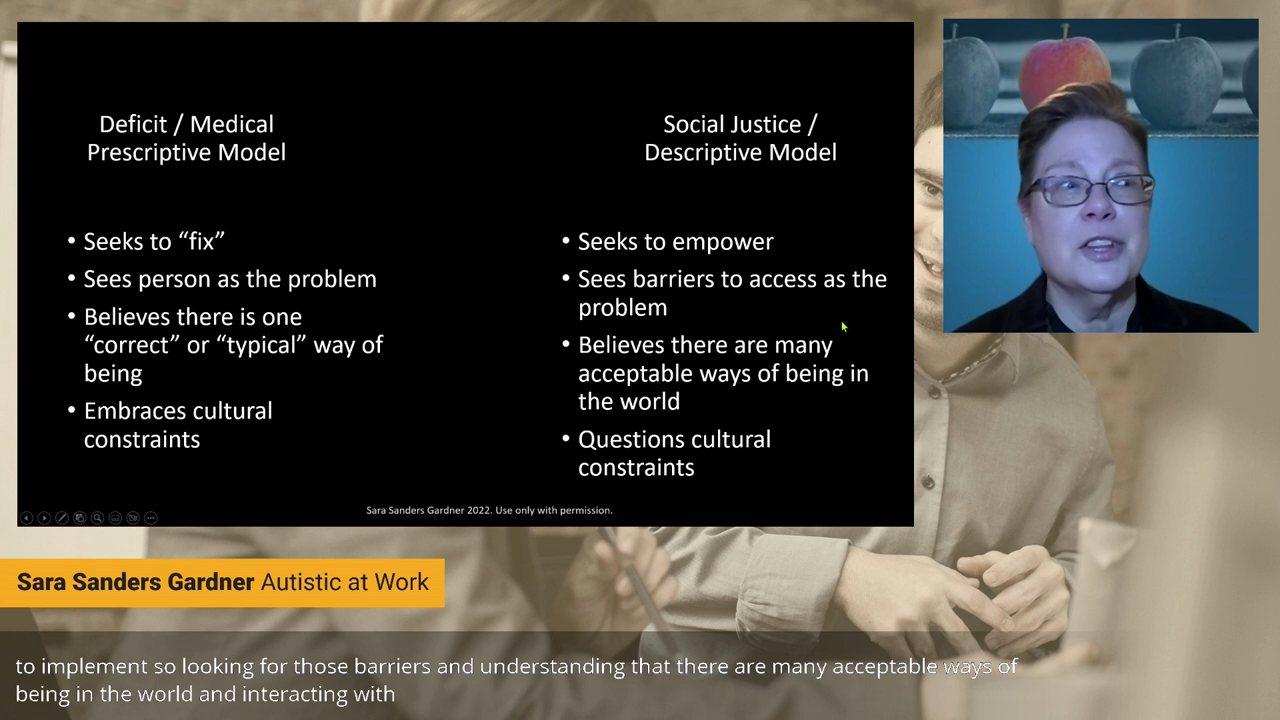 Deficit / Medical
Prescriptive Model
• Seeks to “fix”
• Sees person as the problem
• Believes there is one
“correct” or “typical” way of
being
• Embraces cultural
constraints
Social Justice /
Descriptive Model
• Seeks to empower
• Sees barriers to access as the
problem
• Believes there are many
acceptable ways of being in
the world
• Questions cultural
constraints
Sara Sanders Gardner 2022. Use only with permission.
Sara Sanders Gardner Autistic at Work
to implement so looking for those barriers and understanding that there are many acceptable ways of
being in the world and interacting with